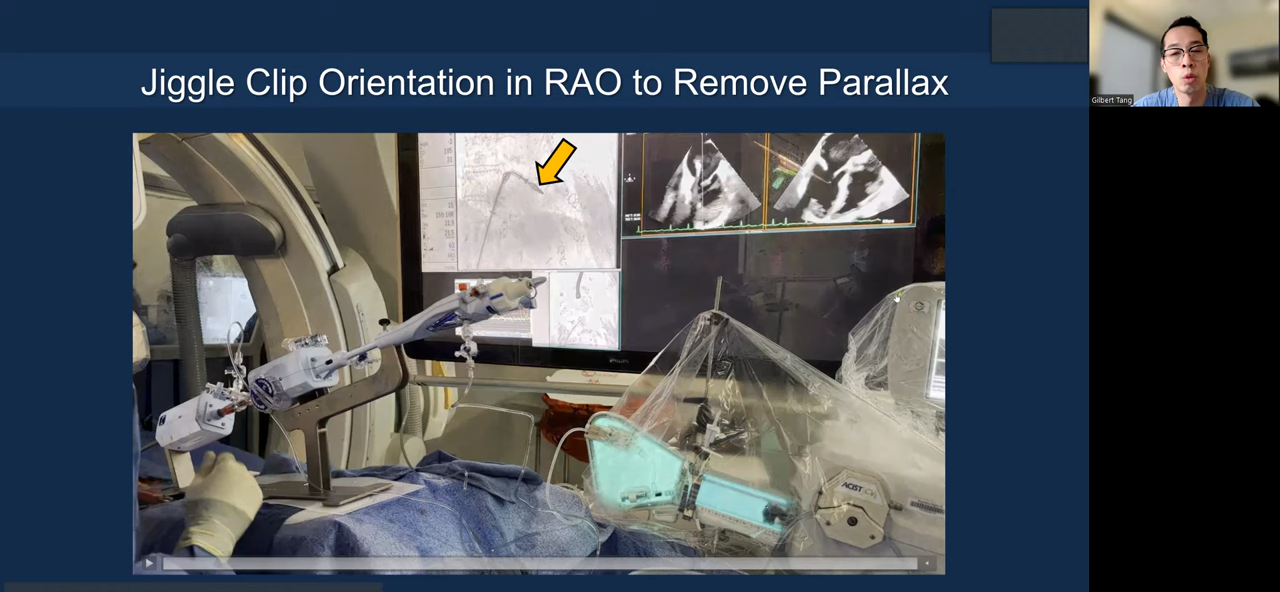 Jiggle Clip Orientation in RAO to Remove Parallax
Gilbert Tang
PHILIPS
ACIST